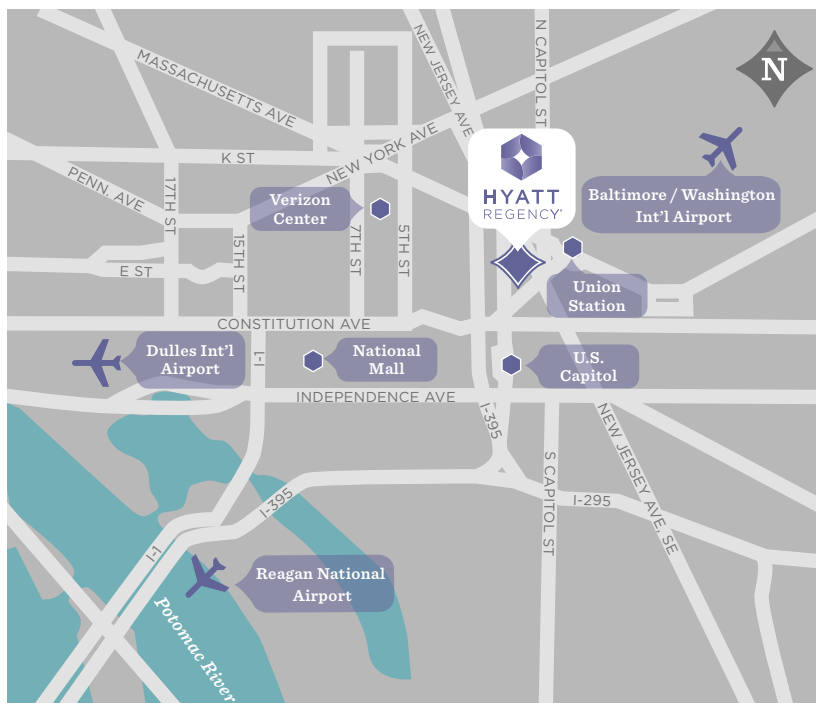 MASSACHUSETTS AVE
NEW JERSEY AVE
N CAPITOL ST
N
K ST
NEW YORK AVE
PENN. AVE
17TH ST
15TH ST
7TH ST
5TH ST
E ST
Verizon
Center
HYATT
REGENCY®
Baltimore / Washington
Int'l Airport
Union
Station
CONSTITUTION AVE
Dulles Int'l
Airport
I-1
National
Mall
U.S.
Capitol
INDEPENDENCE AVE
I-395
NEW JERSEY AVE, SE
S CAPITOL ST
I-295
I-395
I-1
Reagan National
Airport
Potomac River